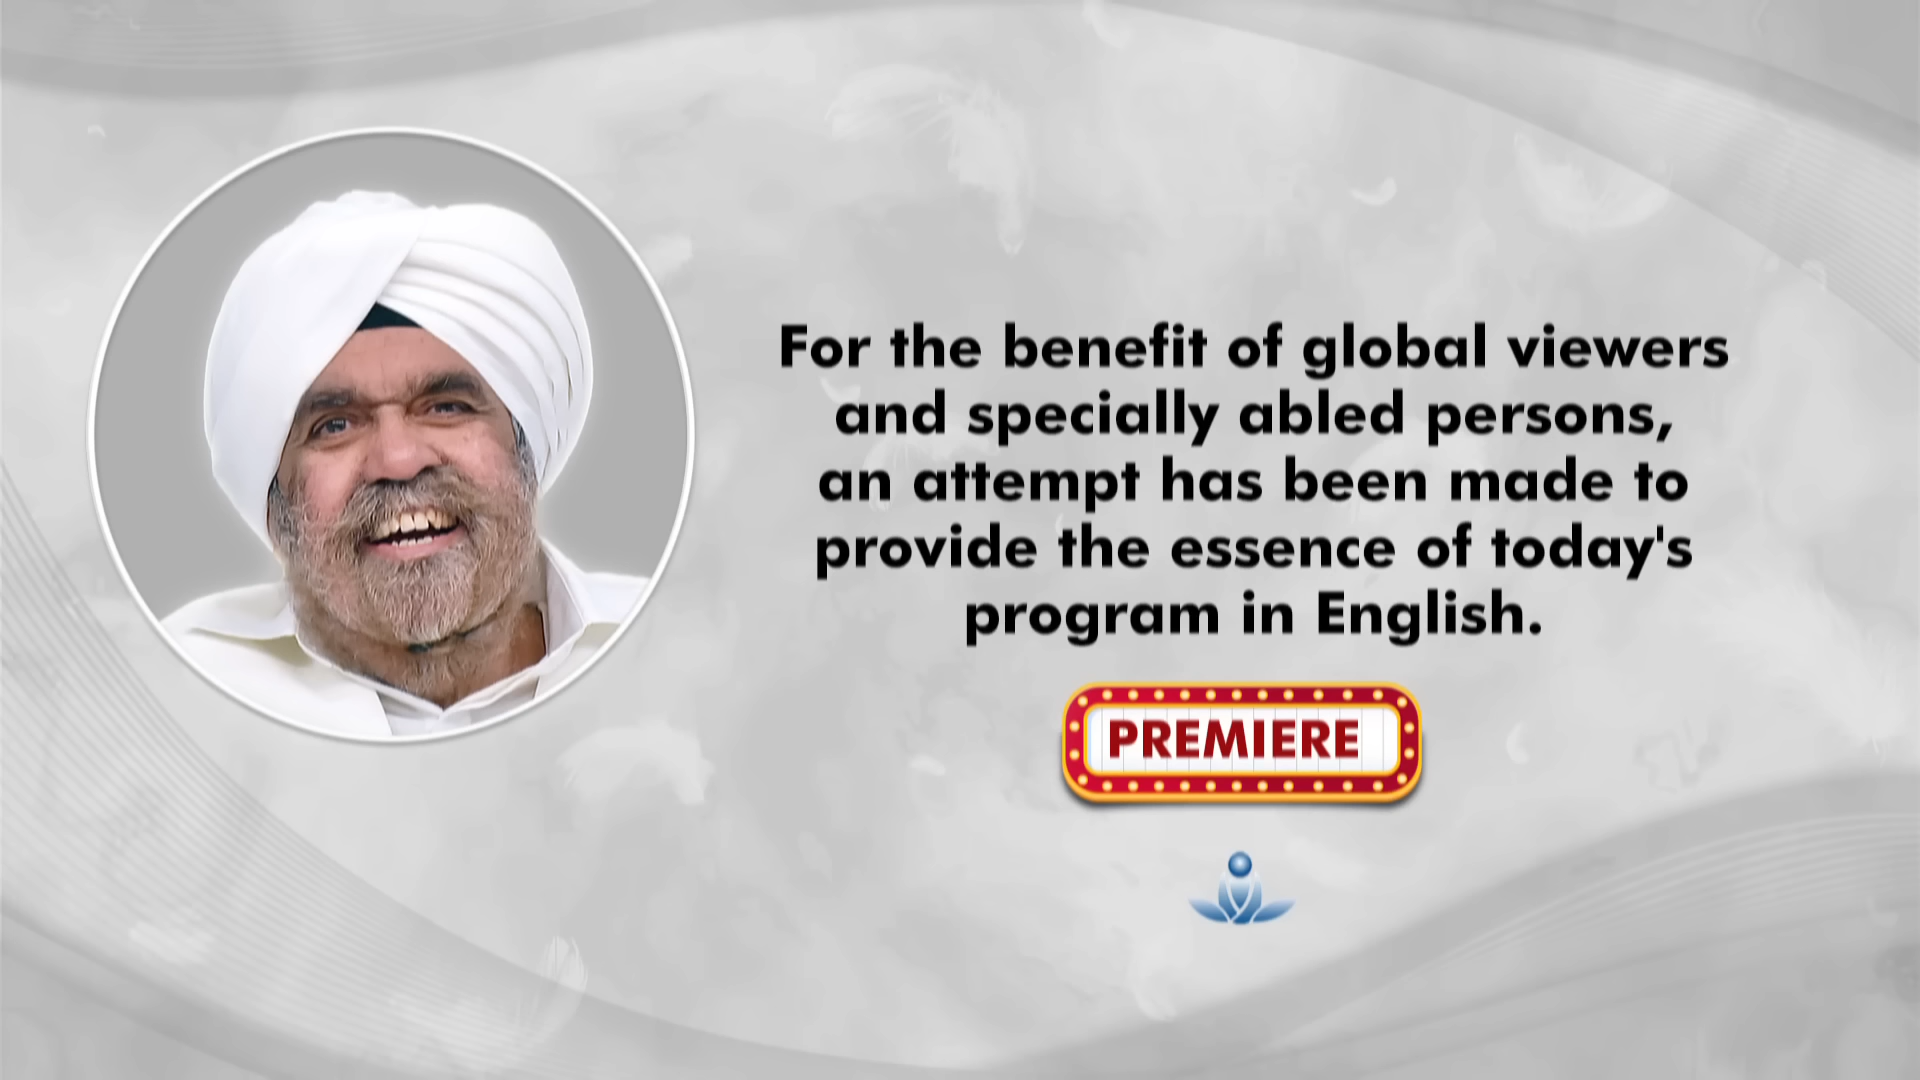 For the benefit of global viewers
and specially abled persons,
an attempt has been made to
provide the essence of today's
program in English.
PREMIERE